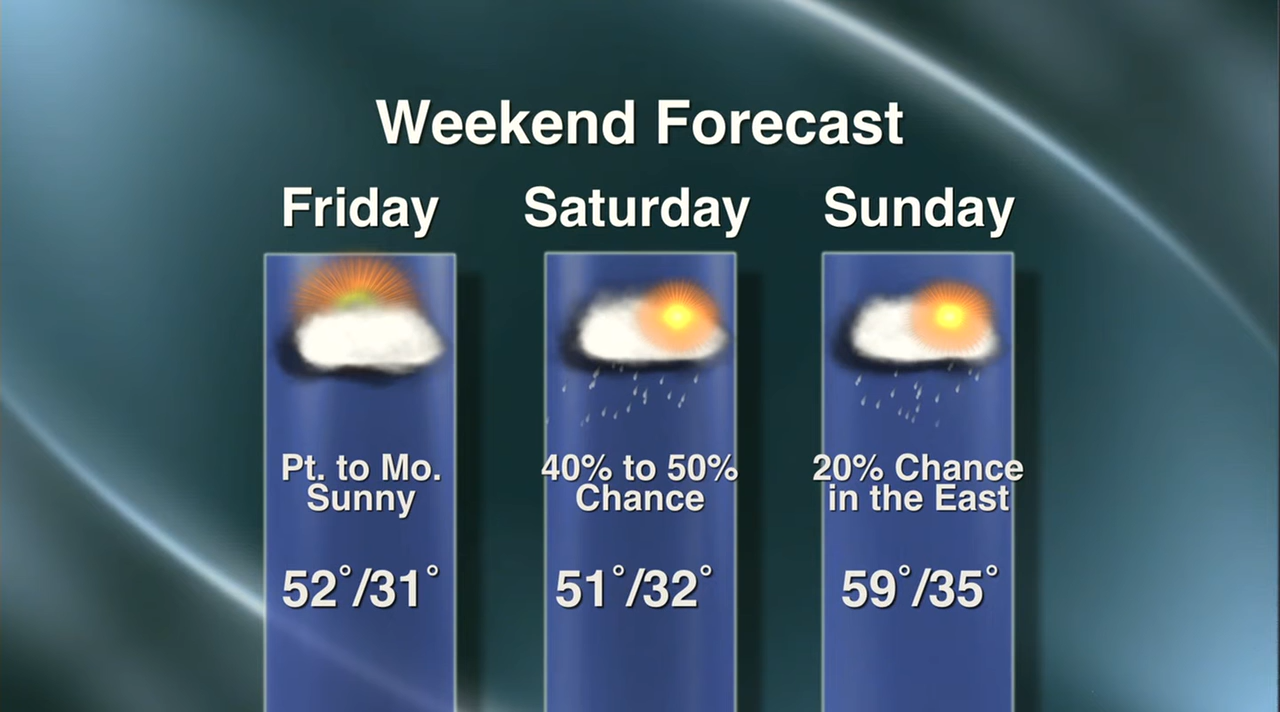 Weekend Forecast
Friday Saturday Sunday
Pt. to Mo.
Sunny
40% to 50%
Chance
20% Chance
in the East
52°/31° 51°/32° 59°/35°